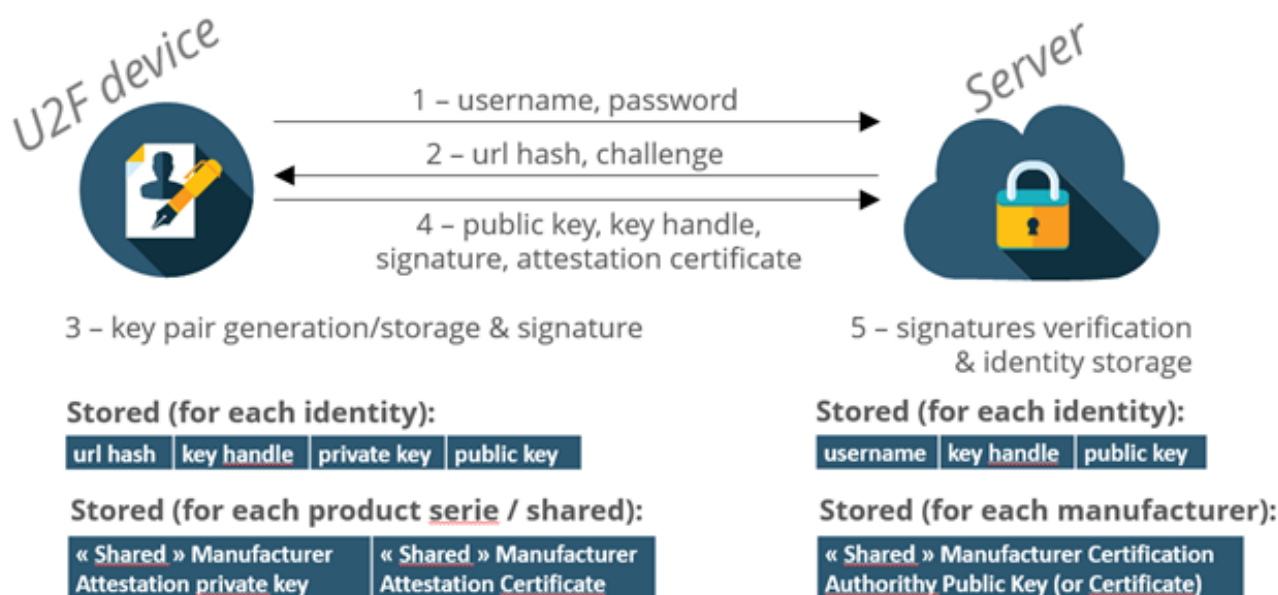 U2F device
Server
1 – username, password
2 – url hash, challenge
4 – public key, key handle,
signature, attestation certificate
3 – key pair generation/storage & signature
5 – signatures verification
& identity storage
Stored (for each identity):
url hash key handle private key public key
Stored (for each identity):
username key handle public key
Stored (for each product serie / shared):
« Shared » Manufacturer
Attestation private key
« Shared » Manufacturer
Attestation Certificate
Stored (for each manufacturer):
« Shared » Manufacturer Certification
Authorithy Public Key (or Certificate)